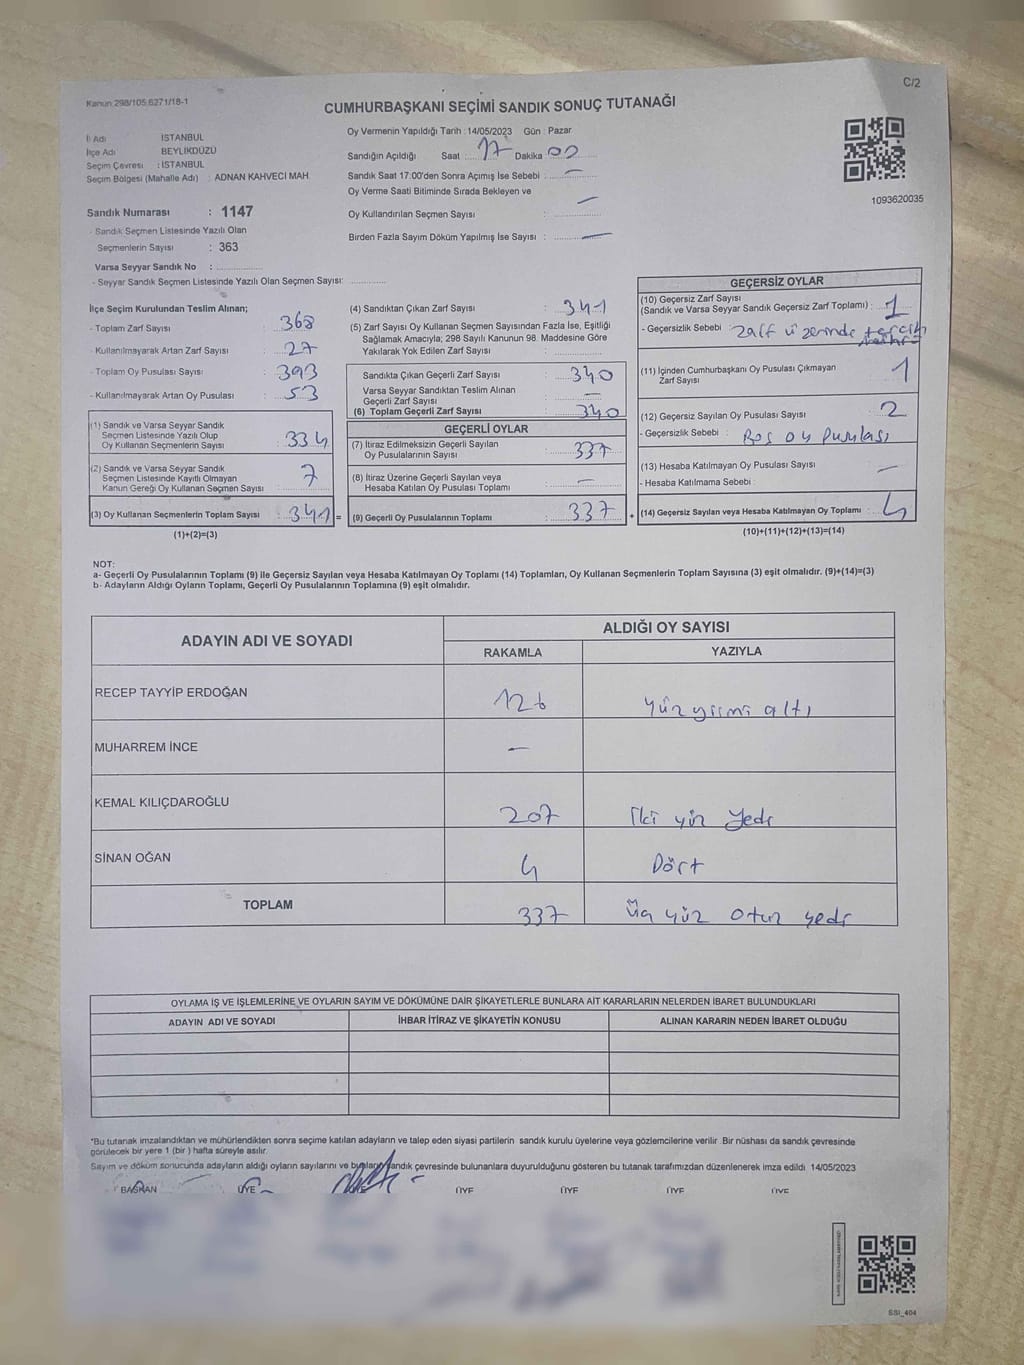 Kanun 298/105,6271/18-1
C/2
CUMHURBAŞKANI SEÇİMİ SANDIK SONUÇ TUTANAĞI
İl Adı İSTANBUL
İlçe Adı BEYLİKDÜZÜ
Seçim Çevresi : İSTANBUL
Seçim Bölgesi (Mahalle Adı) : ADNAN KAHVECİ MAH
Sandık Numarası : 1147
- Sandık Seçmen Listesinde Yazılı Olan
Seçmenlerin Sayısı : 363
Varsa Seyyar Sandık No :
- Seyyar Sandık Seçmen Listesinde Yazılı Olan Seçmen Sayısı:
Oy Vermenin Yapıldığı Tarih : 14/05/2023 Gün : Pazar
Sandığın Açıldığı Saat : 17 Dakika 00
Sandık Saat 17:00'den Sonra Açımış İse Sebebi : —
Oy Verme Saati Bitiminde Sırada Bekleyen ve
Oy Kullandırılan Seçmen Sayısı : —
Birden Fazla Sayım Döküm Yapılmış İse Sayısı : —
1093620035
İlçe Seçim Kurulundan Teslim Alınan;
- Toplam Zarf Sayısı : 368
- Kullanılmayarak Artan Zarf Sayısı : 27
- Toplam Oy Pusulası Sayısı : 393
- Kullanılmayarak Artan Oy Pusulası : 53
(1) Sandık ve Varsa Seyyar Sandık
Seçmen Listesinde Yazılı Olup
Oy Kullanan Seçmenlerin Sayısı : 334
(2) Sandık ve Varsa Seyyar Sandık
Seçmen Listesinde Kayıtlı Olmayan
Kanun Gereği Oy Kullanan Seçmen Sayısı : 7
(3) Oy Kullanan Seçmenlerin Toplam Sayısı : 341 =
(1)+(2)=(3)
(4) Sandıktan Çıkan Zarf Sayısı : 341
(5) Zarf Sayısı Oy Kullanan Seçmen Sayısından Fazla İse, Eşitliği
Sağlamak Amacıyla; 298 Sayılı Kanunun 98. Maddesine Göre
Yakılarak Yok Edilen Zarf Sayısı :
Sandıkta Çıkan Geçerli Zarf Sayısı : 340
Varsa Seyyar Sandıktan Teslim Alınan
Geçerli Zarf Sayısı : —
(6) Toplam Geçerli Zarf Sayısı : 340
GEÇERLİ OYLAR
(7) İtiraz Edilmeksizin Geçerli Sayılan
Oy Pusulalarının Sayısı : 337
(8) İtiraz Üzerine Geçerli Sayılan veya
Hesaba Katılan Oy Pusulası Toplamı : —
(9) Geçerli Oy Pusulalarının Toplamı : 337 +
GEÇERSİZ OYLAR
(10) Geçersiz Zarf Sayısı
(Sandık ve Varsa Seyyar Sandık Geçersiz Zarf Toplamı) : 1
- Geçersizlik Sebebi : zarf üzerinde tercih
(11) İçinden Cumhurbaşkanı Oy Pusulası Çıkmayan
Zarf Sayısı 1
(12) Geçersiz Sayılan Oy Pusulası Sayısı 2
- Geçersizlik Sebebi : Boş oy pusulası
(13) Hesaba Katılmayan Oy Pusulası Sayısı —
- Hesaba Katılmama Sebebi :
(14) Geçersiz Sayılan veya Hesaba Katılmayan Oy Toplamı : 4
(10)+(11)+(12)+(13)=(14)
NOT:
a- Geçerli Oy Pusulalarının Toplamı (9) ile Geçersiz Sayılan veya Hesaba Katılmayan Oy Toplamı (14) Toplamları, Oy Kullanan Seçmenlerin Toplam Sayısına (3) eşit olmalıdır. (9)+(14)=(3)
b- Adayların Aldığı Oyların Toplamı, Geçerli Oy Pusulalarının Toplamına (9) eşit olmalıdır.
ADAYIN ADI VE SOYADI ALDIĞI OY SAYISI
RAKAMLA YAZIYLA
RECEP TAYYİP ERDOĞAN 126 yüz yirmi altı
MUHARREM İNCE —
KEMAL KILIÇDAROĞLU 207 İki yüz Yedi
SİNAN OĞAN 4 Dört
TOPLAM 337 üç yüz otuz yedi
OYLAMA İŞ VE İŞLEMLERİNE VE OYLARIN SAYIM VE DÖKÜMÜNE DAİR ŞİKAYETLERLE BUNLARA AİT KARARLARIN NELERDEN İBARET BULUNDUKLARI
ADAYIN ADI VE SOYADI İHBAR İTİRAZ VE ŞİKAYETİN KONUSU ALINAN KARARIN NEDEN İBARET OLDUĞU
*Bu tutanak imzalandıktan ve mühürlendikten sonra seçime katılan adayların ve talep eden siyasi partilerin sandık kurulu üyelerine veya gözlemcilerine verilir. Bir nüshası da sandık çevresinde
görülecek bir yere 1 (bir ) hafta süreyle asılır.
Sayım ve döküm sonucunda adayların aldığı oyların sayılarını ve bunların sandık çevresinde bulunanlara duyurulduğunu gösteren bu tutanak tarafımızdan düzenlenerek imza edildi 14/05/2023
BAŞKAN ÜYE ÜYE ÜYE ÜYE ÜYE
SSI_404